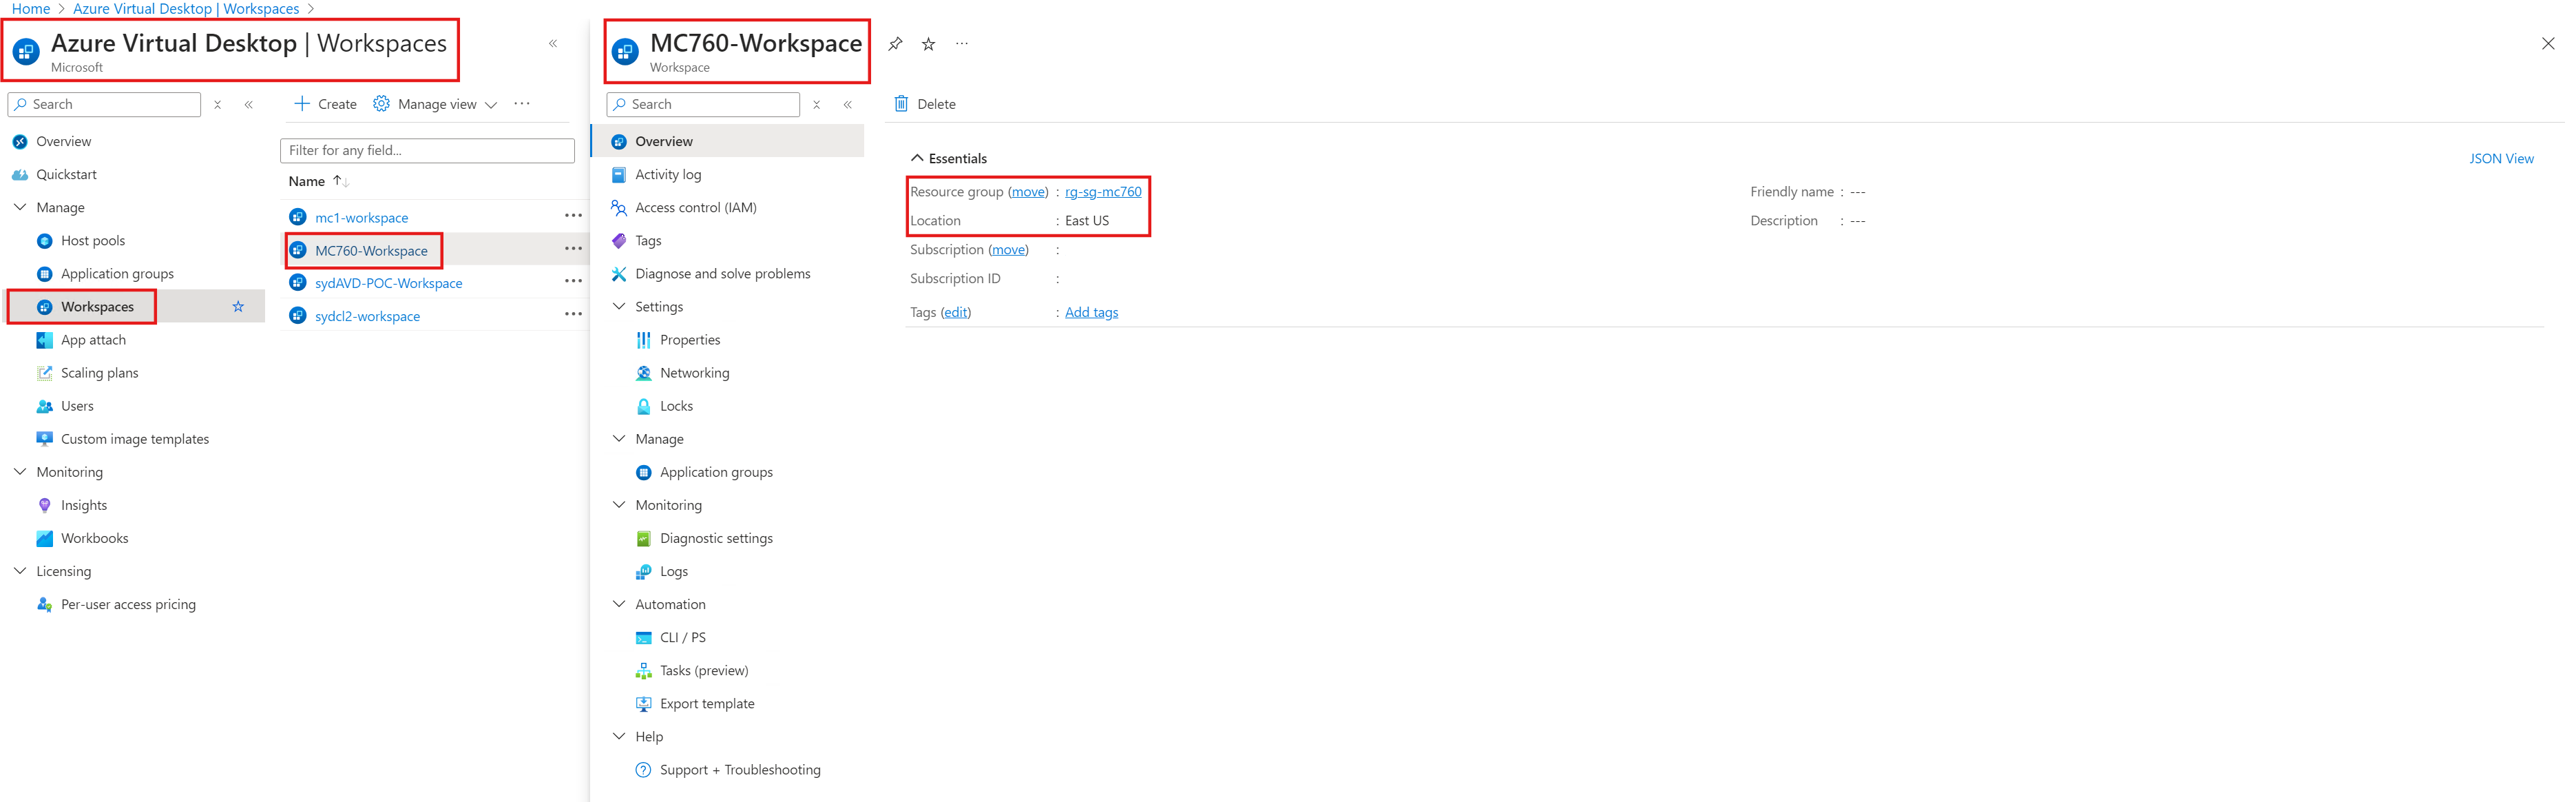 Home > Azure Virtual Desktop | Workspaces >
Azure Virtual Desktop | Workspaces
Microsoft
Search
Create
Manage view
Overview
Quickstart
Manage
Host pools
Application groups
Workspaces
App attach
Scaling plans
Users
Custom image templates
Monitoring
Insights
Workbooks
Licensing
Per-user access pricing
Filter for any field...
Name
mc1-workspace
MC760-Workspace
sydAVD-POC-Workspace
sydcl2-workspace
MC760-Workspace
Workspace
Search
Delete
Overview
Activity log
Access control (IAM)
Tags
Diagnose and solve problems
Settings
Properties
Networking
Locks
Manage
Application groups
Monitoring
Diagnostic settings
Logs
Automation
CLI / PS
Tasks (preview)
Export template
Help
Support + Troubleshooting
Essentials
JSON View
Resource group (move) : rg-sg-mc760
Location : East US
Subscription (move) :
Subscription ID :
Tags (edit) : Add tags
Friendly name : ---
Description : ---